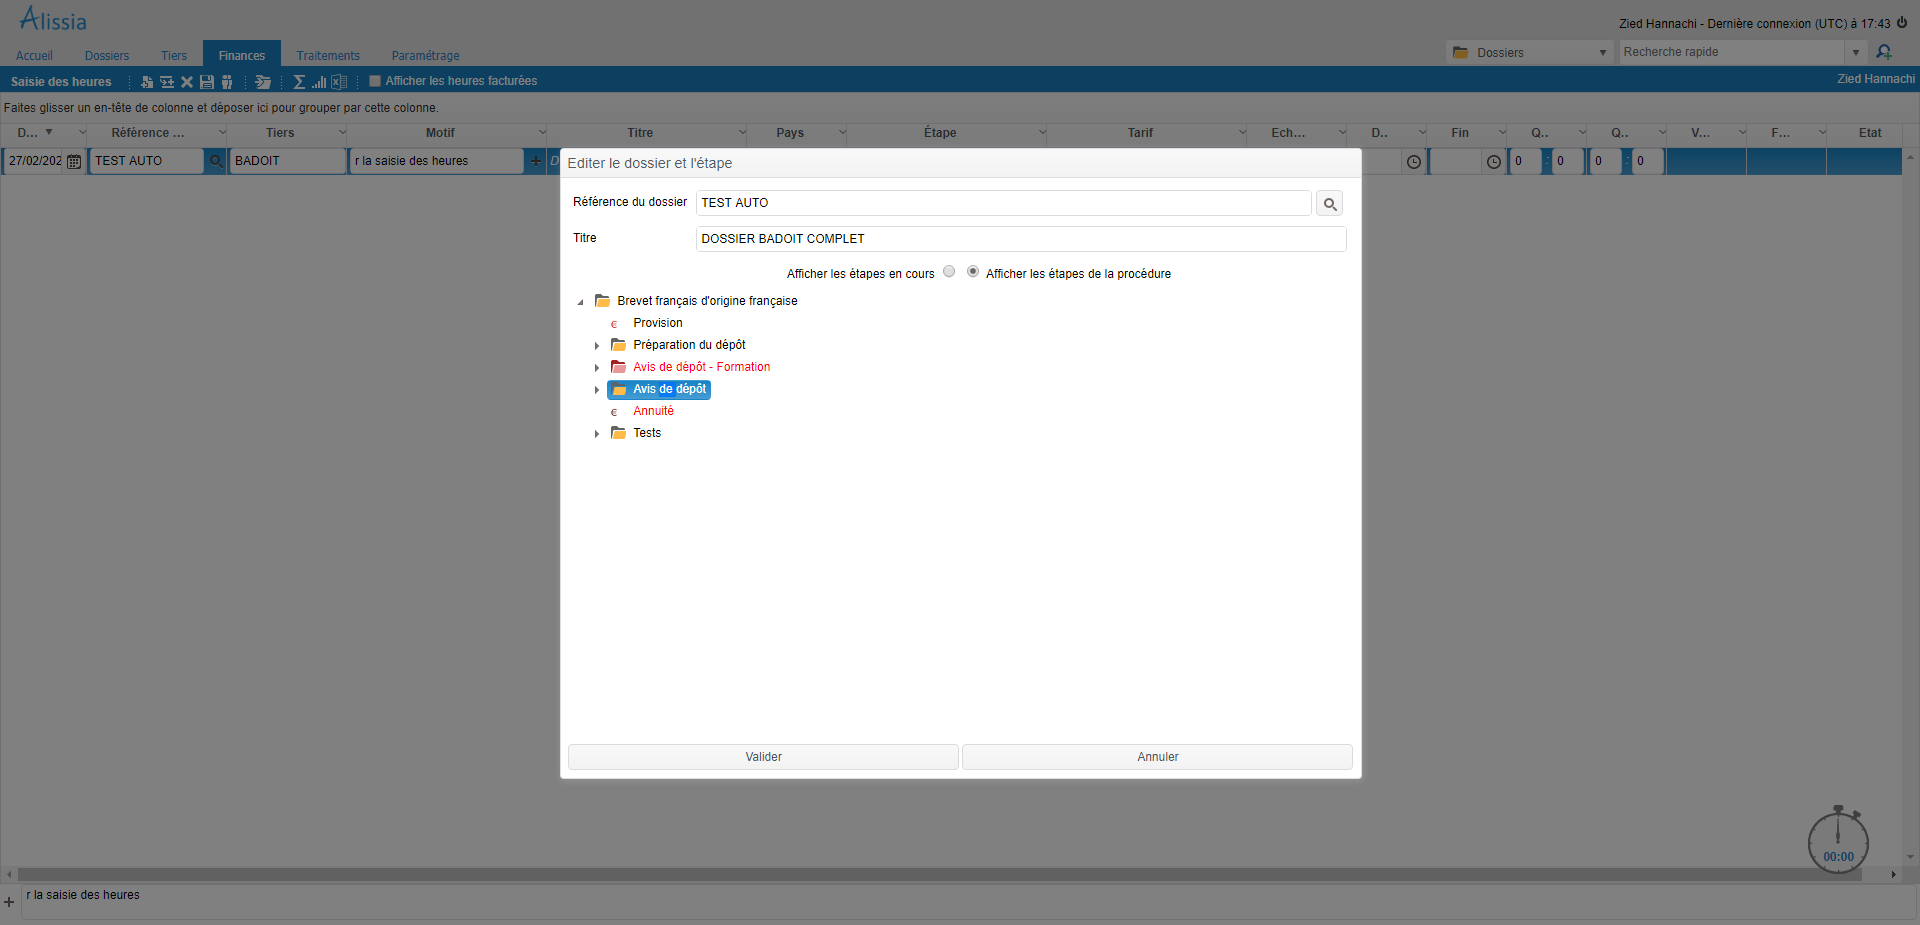 Alissia
Zied Hannachi - Dernière connexion (UTC) à 17:43
Accueil Dossiers Tiers Finances Traitements Paramétrage
Dossiers Recherche rapide
Saisie des heures Afficher les heures facturées Zied Hannachi
Faites glisser un en-tête de colonne et déposer ici pour grouper par cette colonne.
D... Référence ... Tiers Motif Titre Pays Étape Tarif Ech... D.. Fin Q.. Q.. V... F... Etat
27/02/202 TEST AUTO BADOIT r la saisie des heures D 0 : 0 0 : 0
Editer le dossier et l'étape
Référence du dossier TEST AUTO
Titre DOSSIER BADOIT COMPLET
Afficher les étapes en cours Afficher les étapes de la procédure
Brevet français d'origine française
€ Provision
Préparation du dépôt
Avis de dépôt - Formation
Avis de dépôt
€ Annuité
Tests
Valider Annuler
00:00
r la saisie des heures